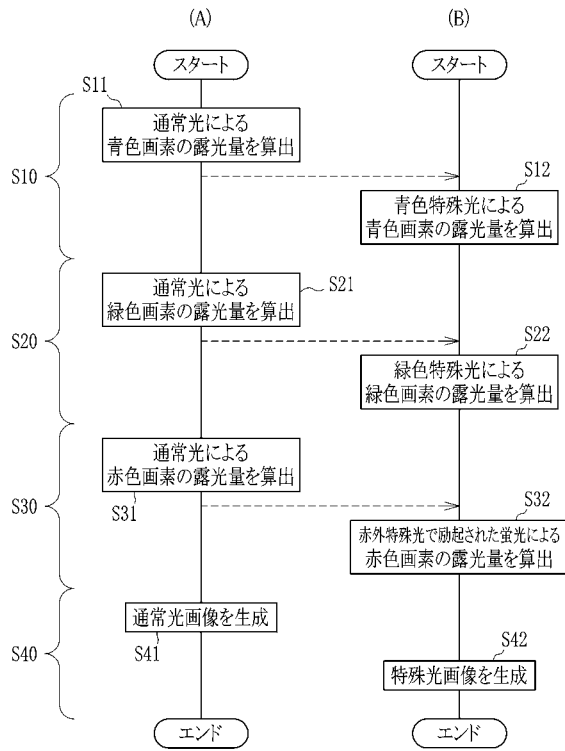 (A)
(B)
スタート
スタート
S11
通常光による
青色画素の露光量を算出
S10
S12
青色特殊光による
青色画素の露光量を算出
通常光による
緑色画素の露光量を算出
S21
S20
S22
緑色特殊光による
緑色画素の露光量を算出
通常光による
赤色画素の露光量を算出
S31
S30
S32
赤外特殊光で励起された蛍光による
赤色画素の露光量を算出
通常光画像を生成
S41
S40
S42
特殊光画像を生成
エンド
エンド